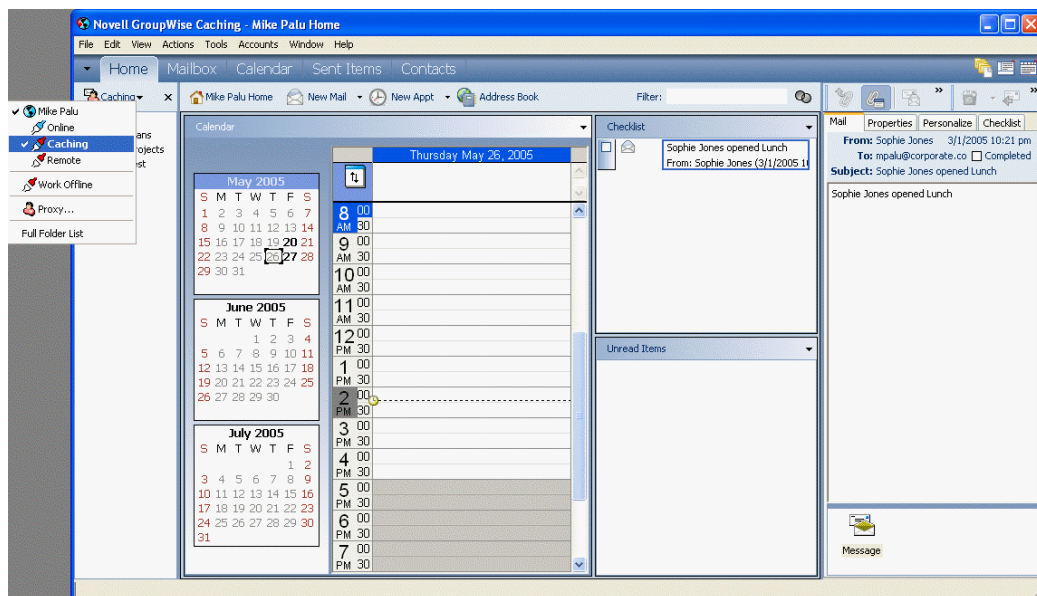 Novell GroupWise Caching - Mike Palu Home
File Edit View Actions Tools Accounts Window Help
Home Mailbox Calendar Sent Items Contacts
Caching x Mike Palu Home New Mail New Appt Address Book Filter: »  »
Mike Palu
Online
Caching
Remote
Work Offline
Proxy...
Full Folder List
ans
ojects
st
Calendar
May 2005
S M T W T F S
1 2 3 4 5 6 7
8 9 10 11 12 13 14
15 16 17 18 19 20 21
22 23 24 25 26 27 28
29 30 31
June 2005
S M T W T F S
1 2 3 4
5 6 7 8 9 10 11
12 13 14 15 16 17 18
19 20 21 22 23 24 25
26 27 28 29 30
July 2005
S M T W T F S
1 2
3 4 5 6 7 8 9
10 11 12 13 14 15 16
17 18 19 20 21 22 23
24 25 26 27 28 29 30
31
Thursday May 26, 2005
8 00
AM 30
9 00
AM 30
10 00
AM 30
11 00
AM 30
12 00
PM 30
1 00
PM 30
2 00
PM 30
3 00
PM 30
4 00
PM 30
5 00
PM 30
6 00
PM 30
7 00
PM 30
Checklist
Sophie Jones opened Lunch
From: Sophie Jones (3/1/2005 1
Unread Items
Mail Properties Personalize Checklist
From: Sophie Jones 3/1/2005 10:21 pm
To: mpalu@corporate.co Completed
Subject: Sophie Jones opened Lunch
Sophie Jones opened Lunch
Message